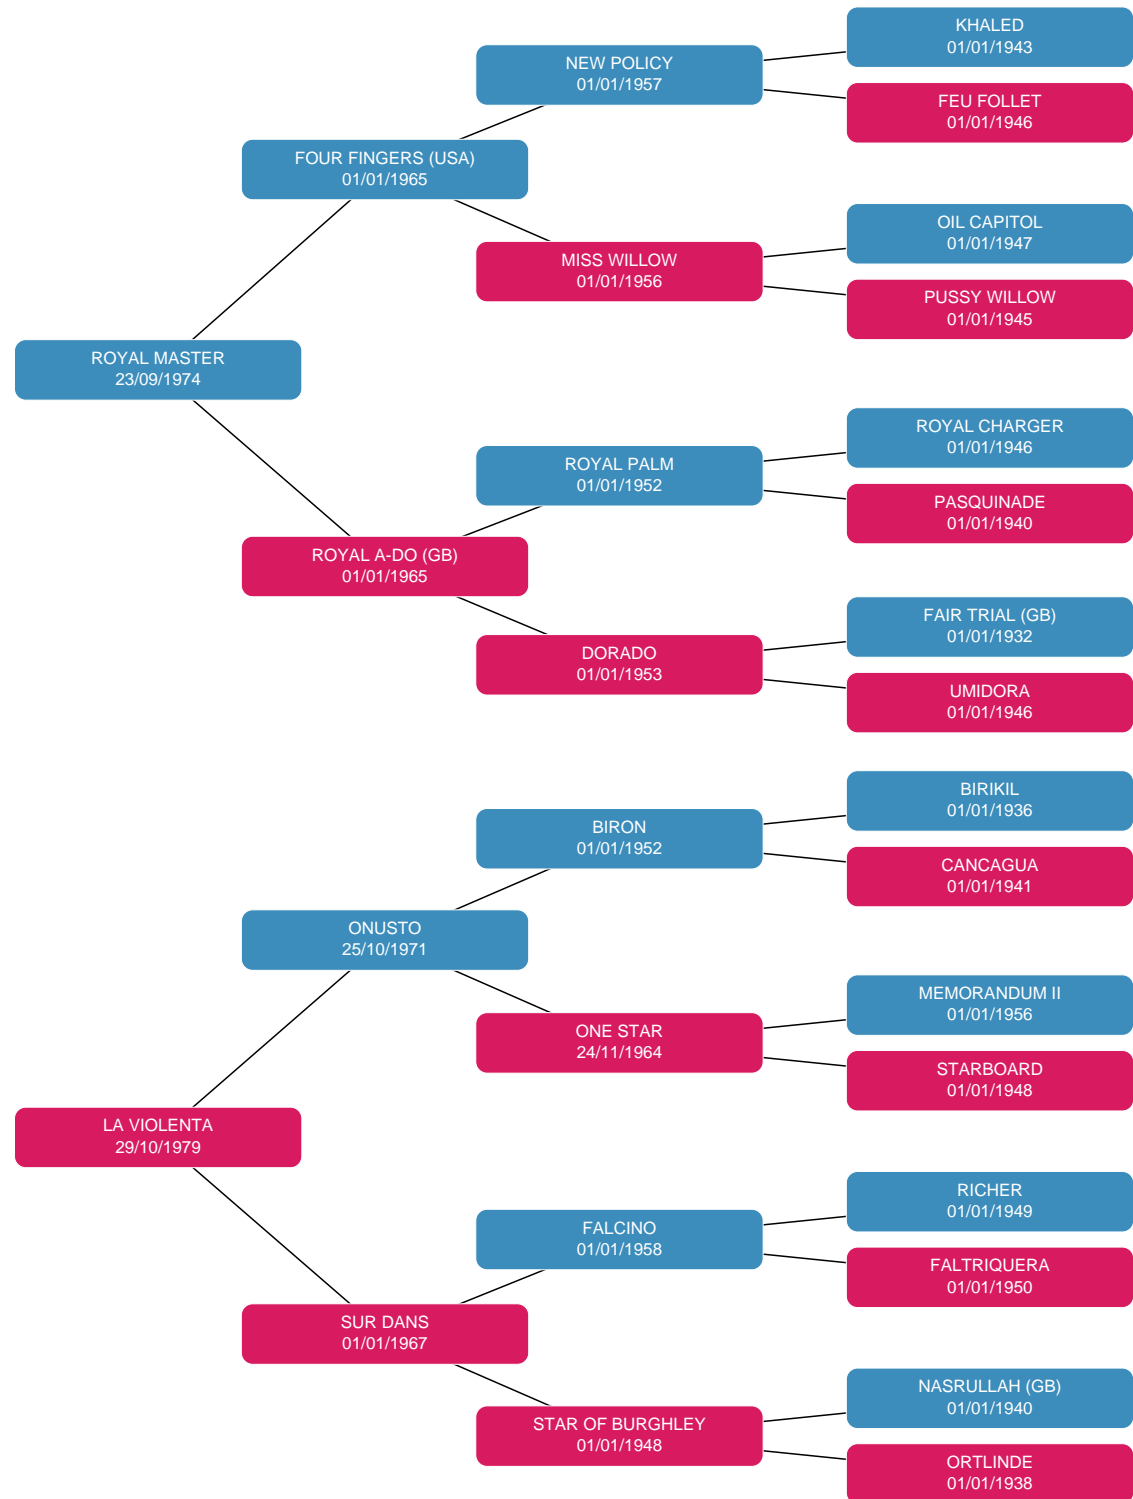 KHALED
01/01/1943
NEW POLICY
01/01/1957
FEU FOLLET
01/01/1946
FOUR FINGERS (USA)
01/01/1965
OIL CAPITOL
01/01/1947
MISS WILLOW
01/01/1956
PUSSY WILLOW
01/01/1945
ROYAL MASTER
23/09/1974
ROYAL CHARGER
01/01/1946
ROYAL PALM
01/01/1952
PASQUINADE
01/01/1940
ROYAL A-DO (GB)
01/01/1965
FAIR TRIAL (GB)
01/01/1932
DORADO
01/01/1953
UMIDORA
01/01/1946
BIRIKIL
01/01/1936
BIRON
01/01/1952
CANCAGUA
01/01/1941
ONUSTO
25/10/1971
MEMORANDUM II
01/01/1956
ONE STAR
24/11/1964
STARBOARD
01/01/1948
LA VIOLENTA
29/10/1979
RICHER
01/01/1949
FALCINO
01/01/1958
FALTRIQUERA
01/01/1950
SUR DANS
01/01/1967
NASRULLAH (GB)
01/01/1940
STAR OF BURGHLEY
01/01/1948
ORTLINDE
01/01/1938